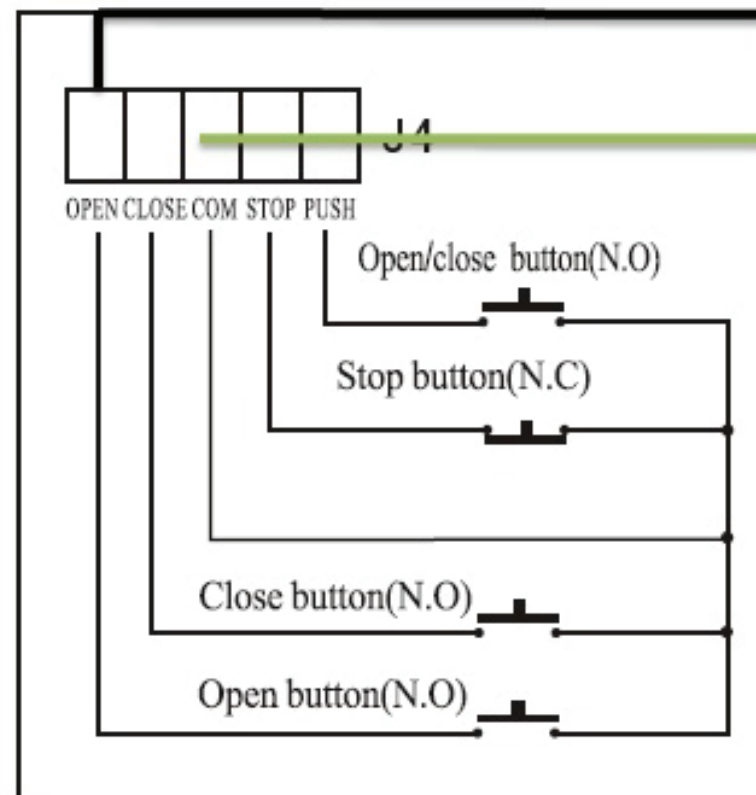 J4
OPEN CLOSE COM STOP PUSH
Open/close button(N.O)
Stop button(N.C)
Close button(N.O)
Open button(N.O)